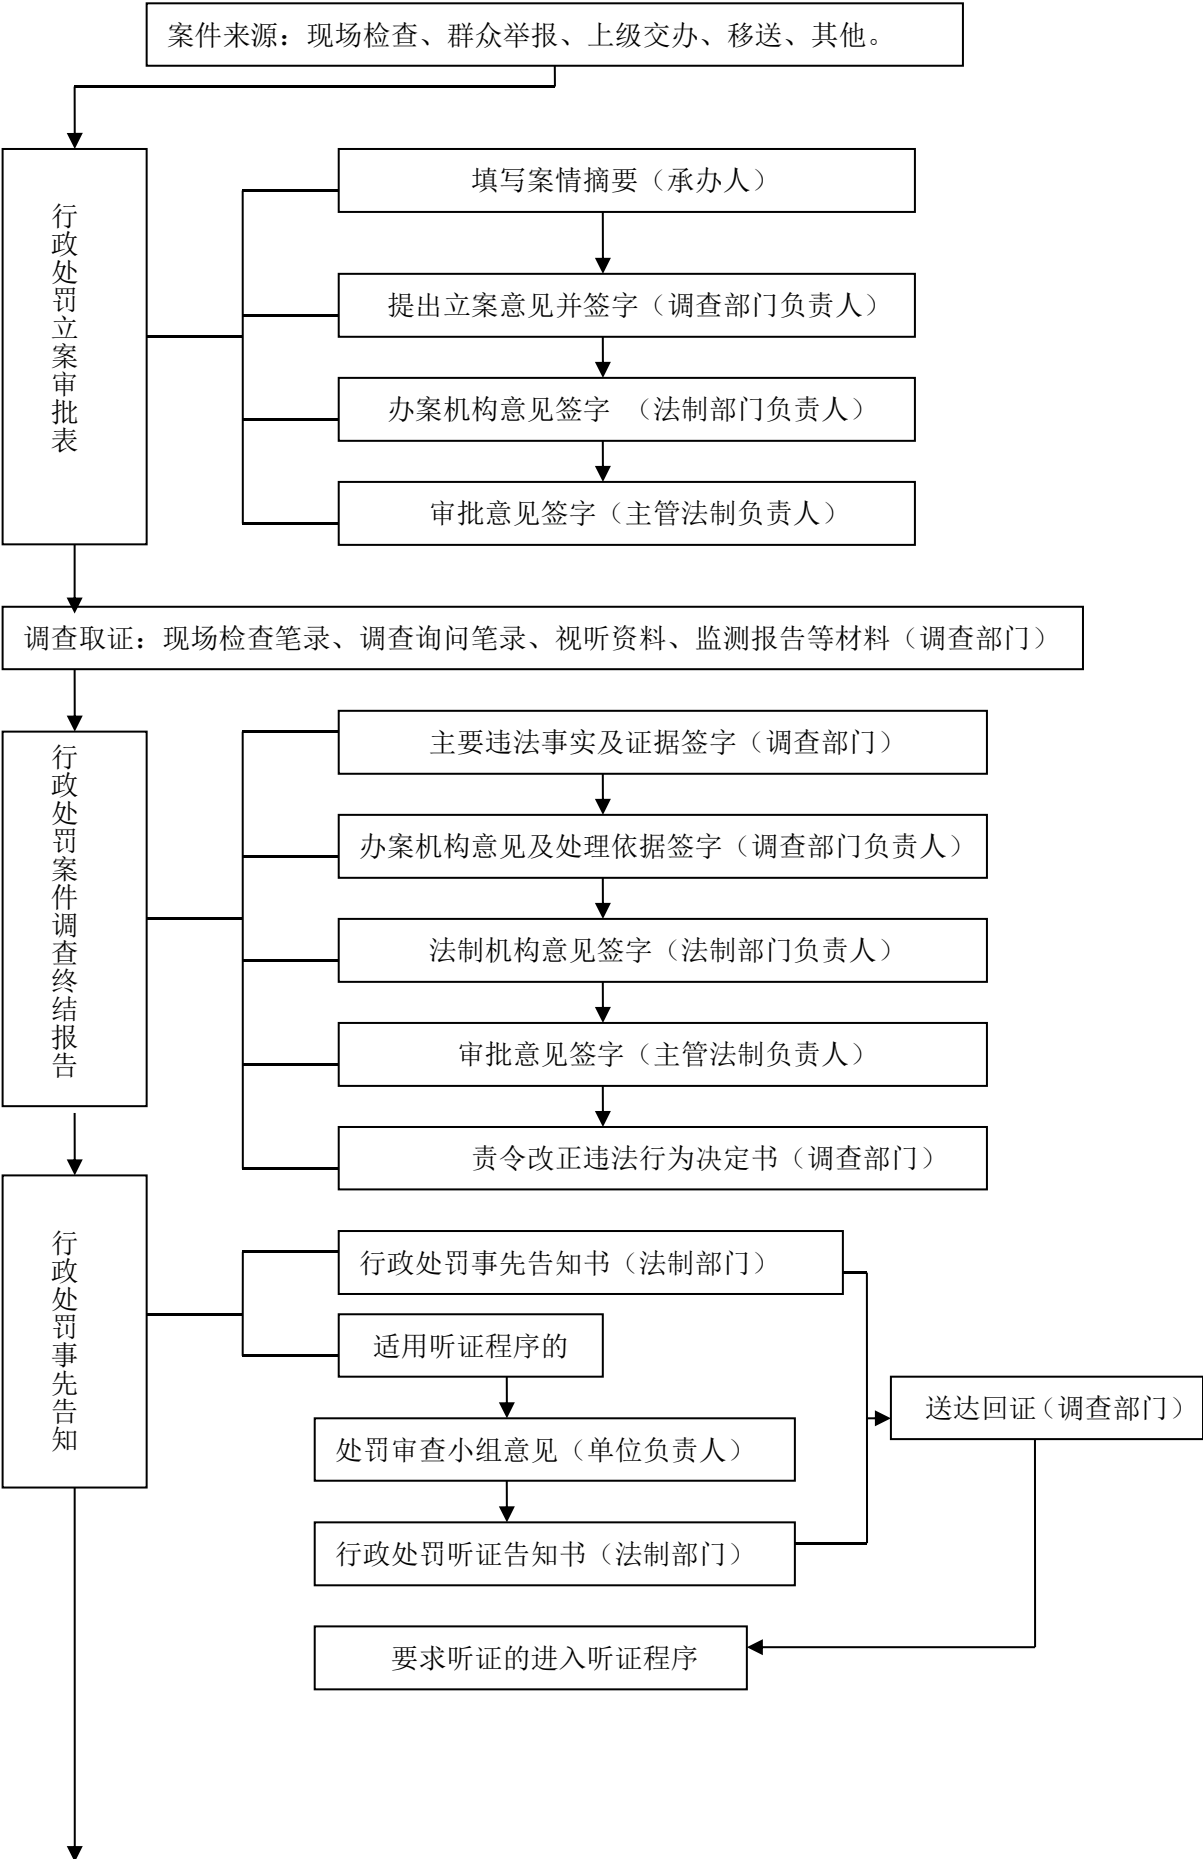 案件来源：现场检查、群众举报、上级交办、移送、其他。
行政处罚立案审批表
填写案情摘要（承办人）
提出立案意见并签字（调查部门负责人）
办案机构意见签字 （法制部门负责人）
审批意见签字（主管法制负责人）
调查取证：现场检查笔录、调查询问笔录、视听资料、监测报告等材料（调查部门）
行政处罚案件调查终结报告
主要违法事实及证据签字（调查部门）
办案机构意见及处理依据签字（调查部门负责人）
法制机构意见签字（法制部门负责人）
审批意见签字（主管法制负责人）
责令改正违法行为决定书（调查部门）
行政处罚事先告知
行政处罚事先告知书（法制部门）
适用听证程序的
处罚审查小组意见（单位负责人）
行政处罚听证告知书（法制部门）
送达回证（调查部门）
要求听证的进入听证程序